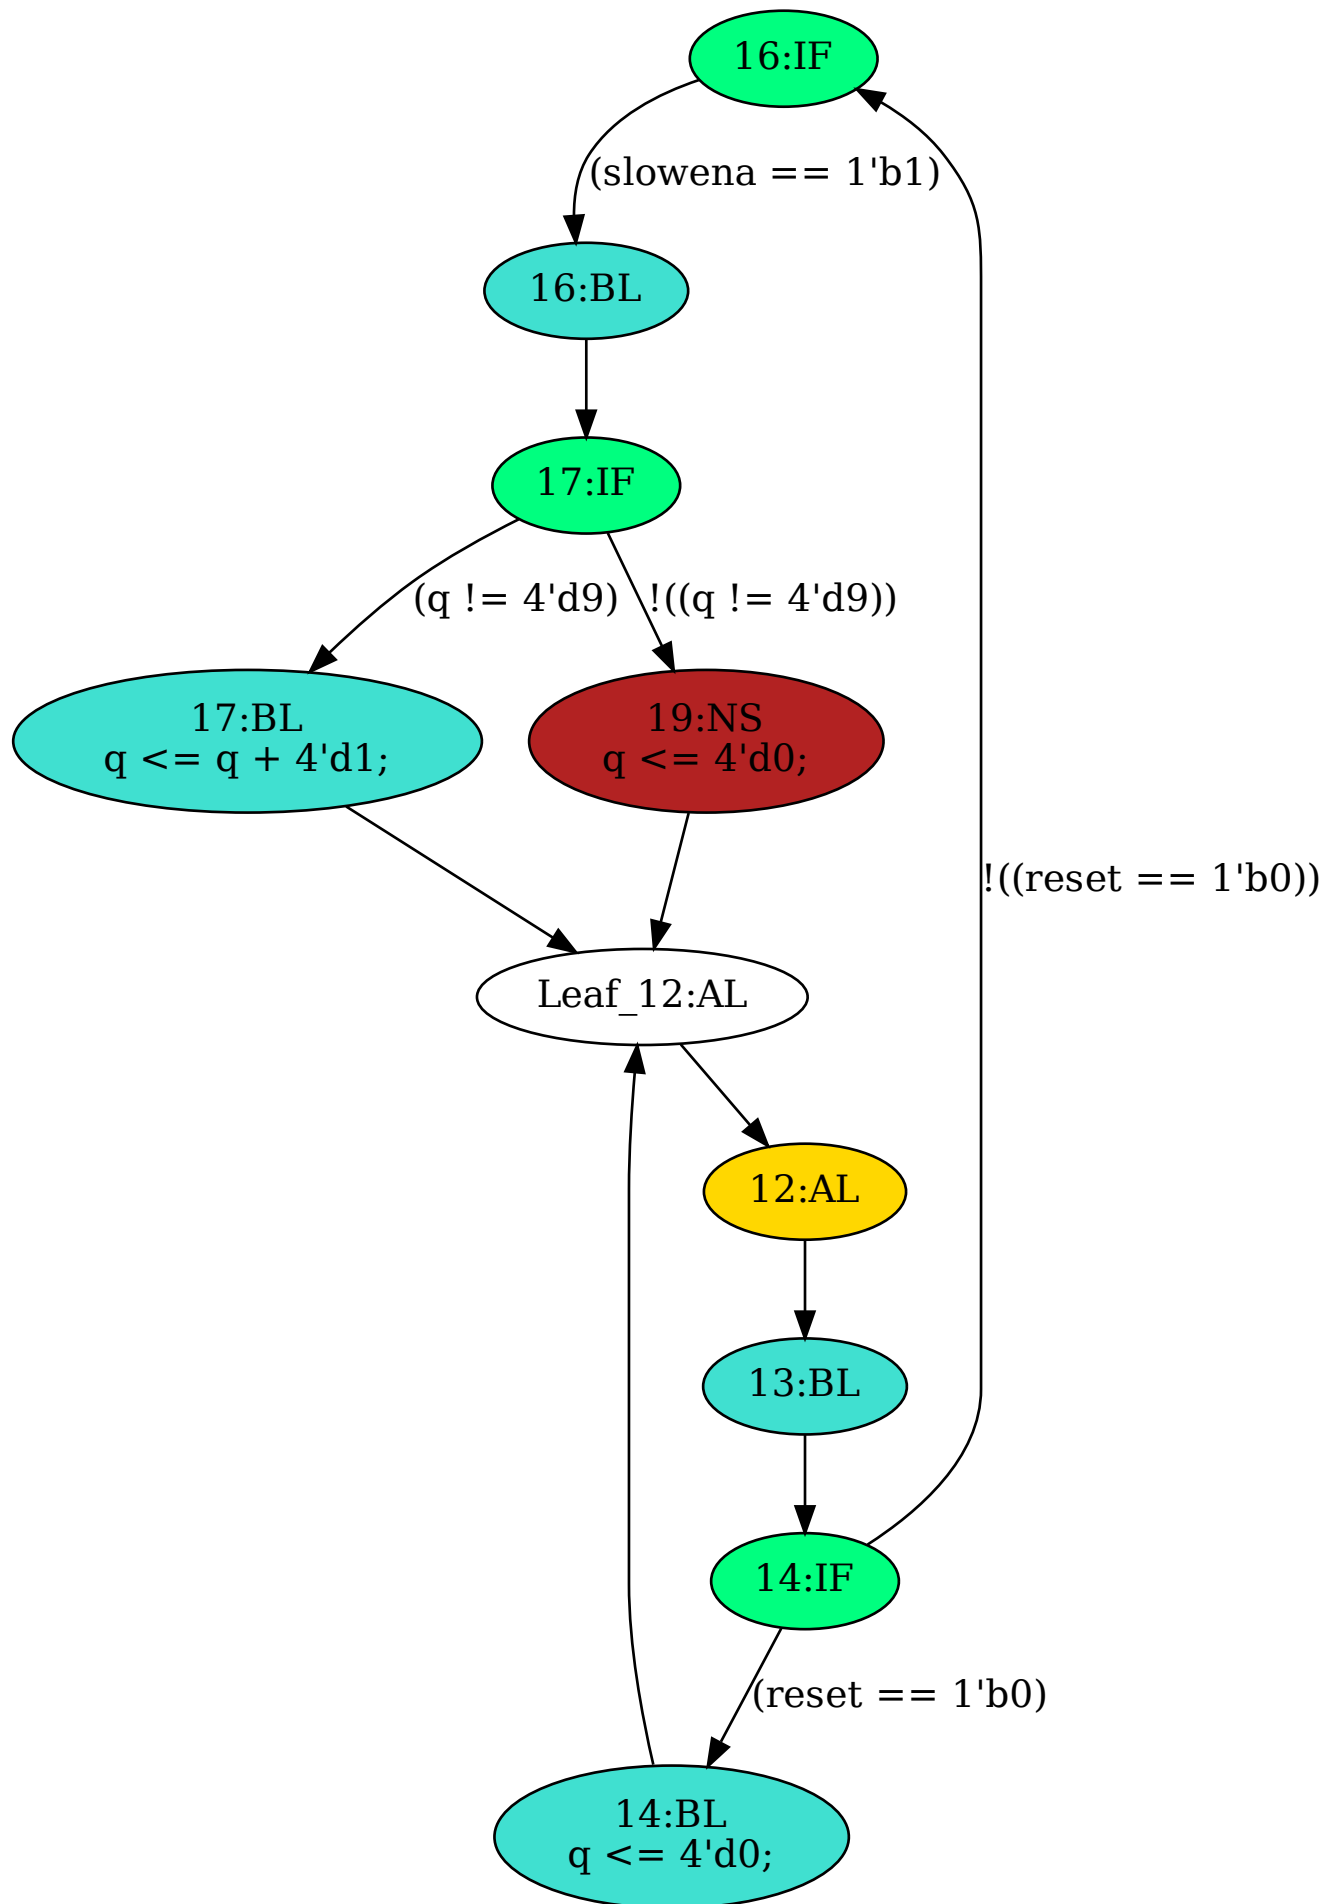 16:IF
(slowena == 1'b1)
16:BL
17:IF
(q != 4'd9)
!((q != 4'd9))
17:BL
q <= q + 4'd1;
19:NS
q <= 4'd0;
!((reset == 1'b0))
Leaf_12:AL
12:AL
13:BL
14:IF
(reset == 1'b0)
14:BL
q <= 4'd0;